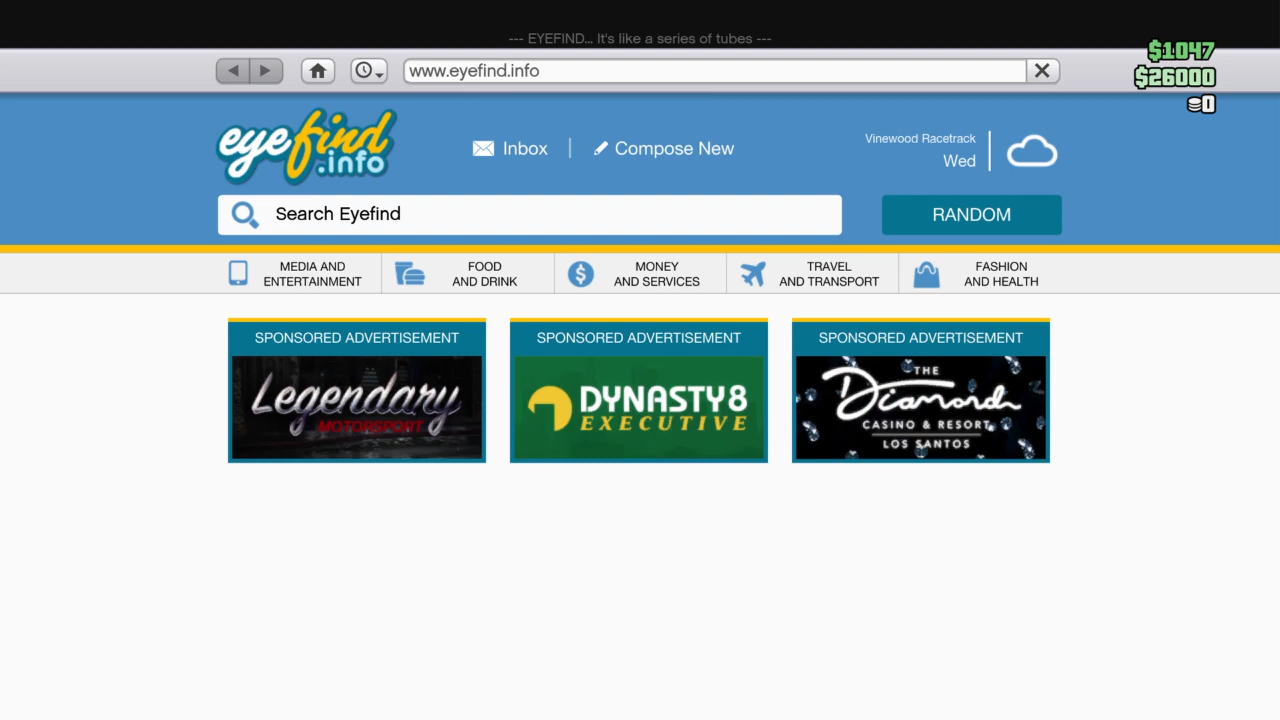 --- EYEFIND... It's like a series of tubes ---
$1047
www.eyefind.info
$26000
0
eyefind
.info
Inbox
Compose New
Vinewood Racetrack
Wed
Search Eyefind
RANDOM
MEDIA AND
ENTERTAINMENT
FOOD
AND DRINK
MONEY
AND SERVICES
TRAVEL
AND TRANSPORT
FASHION
AND HEALTH
SPONSORED ADVERTISEMENT
Legendary
MOTORSPORT
SPONSORED ADVERTISEMENT
DYNASTY8
EXECUTIVE
SPONSORED ADVERTISEMENT
THE
Diamond
CASINO & RESORT
LOS SANTOS